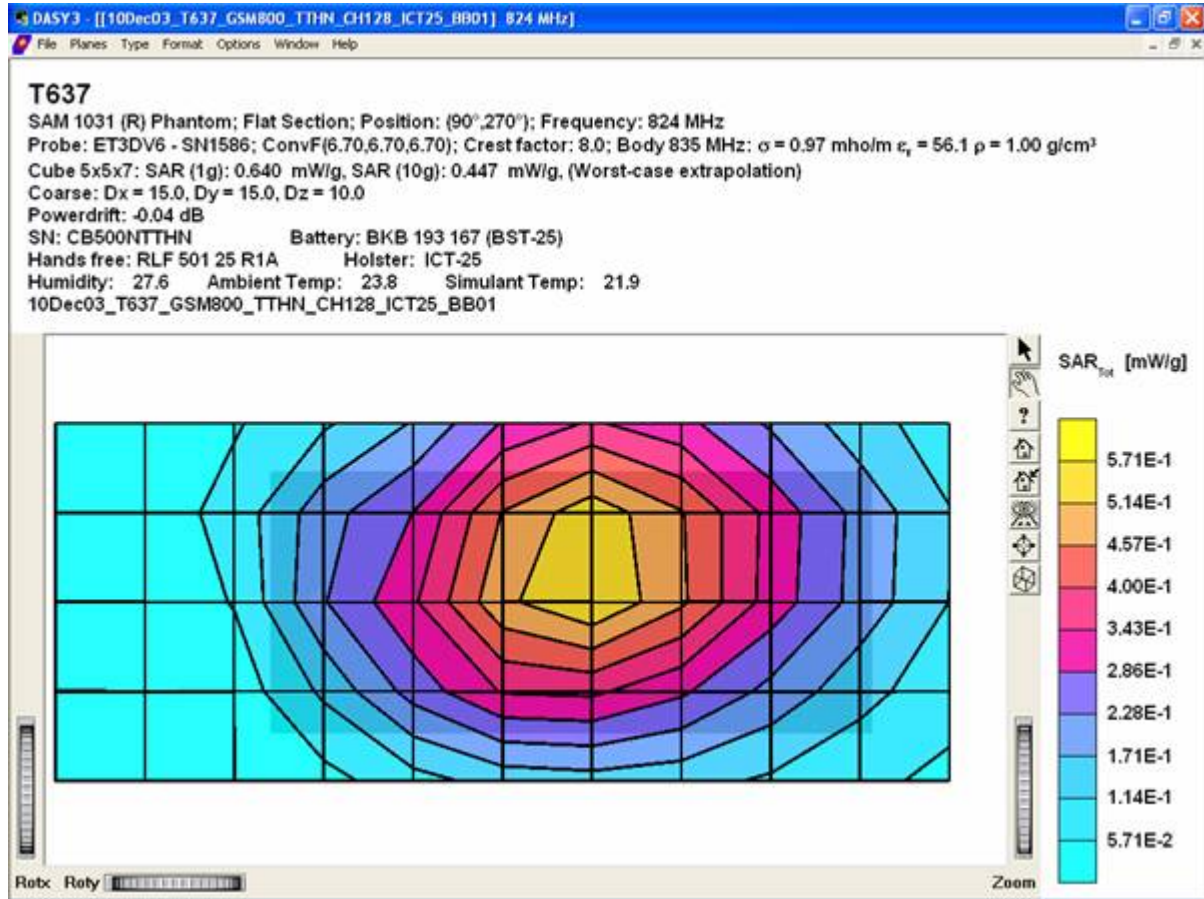 DASY3 - [[10Dec03_T637_GSM800_TTHN_CH128_ICT25_BB01] 824 MHz]
File Planes Type Format Options Window Help
T637
SAM 1031 (R) Phantom; Flat Section; Position: (90°,270°); Frequency: 824 MHz
Probe: ET3DV6 - SN1586; ConvF(6.70,6.70,6.70); Crest factor: 8.0; Body 835 MHz: σ = 0.97 mho/m εr = 56.1 ρ = 1.00 g/cm³
Cube 5x5x7: SAR (1g): 0.640 mW/g, SAR (10g): 0.447 mW/g, (Worst-case extrapolation)
Coarse: Dx = 15.0, Dy = 15.0, Dz = 10.0
Powerdrift: -0.04 dB
SN: CB500NTTHN Battery: BKB 193 167 (BST-25)
Hands free: RLF 501 25 R1A Holster: ICT-25
Humidity: 27.6 Ambient Temp: 23.8 Simulant Temp: 21.9
10Dec03_T637_GSM800_TTHN_CH128_ICT25_BB01
SARTot [mW/g]
?
5.71E-1
5.14E-1
4.57E-1
4.00E-1
3.43E-1
2.86E-1
2.28E-1
1.71E-1
1.14E-1
5.71E-2
Rotx Roty
Zoom